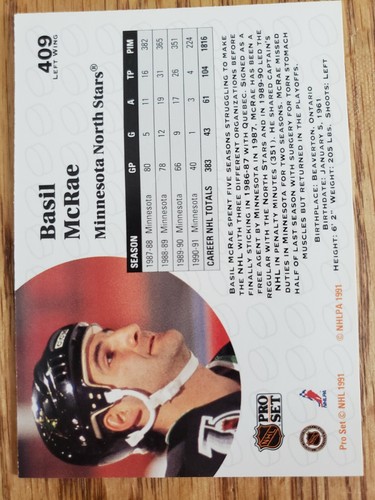 409
LEFT WING
Basil
McRae
Minnesota North Stars®
SEASON GP G A TP PIM
1987-88 Minnesota 80 5 11 16 382
1988-89 Minnesota 78 12 19 31 365
1989-90 Minnesota 66 9 17 26 351
1990-91 Minnesota 40 1 3 4 224
CAREER NHL TOTALS 383 43 61 104 1816
BASIL MCRAE SPENT FIVE SEASONS STRUGGLING TO MAKE
THE NHL WITH THREE DIFFERENT ORGANIZATIONS BEFORE
FINALLY STICKING IN 1986-87 WITH QUEBEC. SIGNED AS A
FREE AGENT BY MINNESOTA IN 1987, MCRAE HAS BEEN A
REGULAR WITH THE NORTH STARS AND IN 1989-90 LED THE
NHL IN PENALTY MINUTES (351). HE SHARED CAPTAIN'S
DUTIES IN MINNESOTA FOR TWO SEASONS. MCRAE MISSED
HALF OF LAST SEASON WITH SURGERY FOR TORN STOMACH
MUSCLES BUT RETURNED IN THE PLAYOFFS.
BIRTHPLACE: BEAVERTON, ONTARIO
BIRTHDATE: JANUARY 5, 1961
HEIGHT: 6' 2" WEIGHT: 205 LBS. SHOOTS: LEFT
NHL
PRO
SET
NHLPA
© NHLPA 1991
Pro Set © NHL 1991